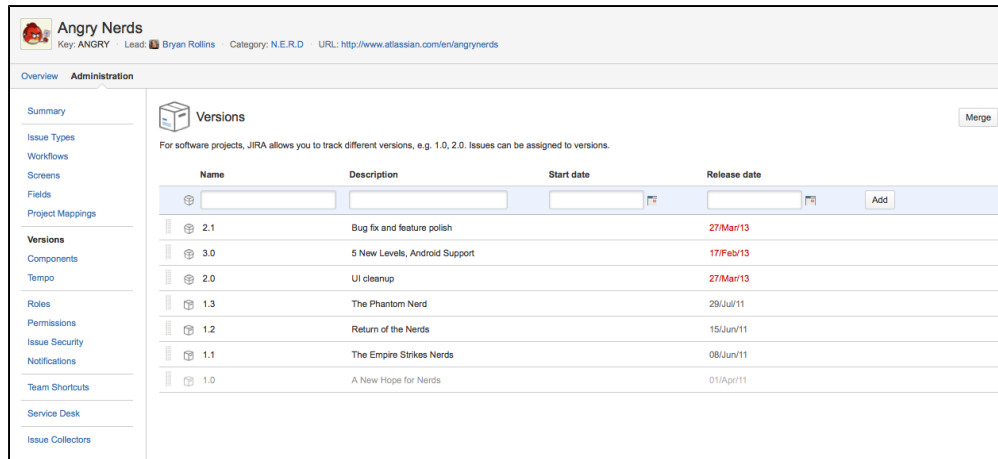 Angry Nerds
Key: ANGRY · Lead: Bryan Rollins · Category: N.E.R.D · URL: http://www.atlassian.com/en/angrynerds
Overview Administration
Summary
Issue Types
Workflows
Screens
Fields
Project Mappings
Versions
Components
Tempo
Roles
Permissions
Issue Security
Notifications
Team Shortcuts
Service Desk
Issue Collectors
Versions
Merge
For software projects, JIRA allows you to track different versions, e.g. 1.0, 2.0. Issues can be assigned to versions.
Name Description Start date Release date
Add
2.1 Bug fix and feature polish 27/Mar/13
3.0 5 New Levels, Android Support 17/Feb/13
2.0 UI cleanup 27/Mar/13
1.3 The Phantom Nerd 29/Jul/11
1.2 Return of the Nerds 15/Jun/11
1.1 The Empire Strikes Nerds 08/Jun/11
1.0 A New Hope for Nerds 01/Apr/11